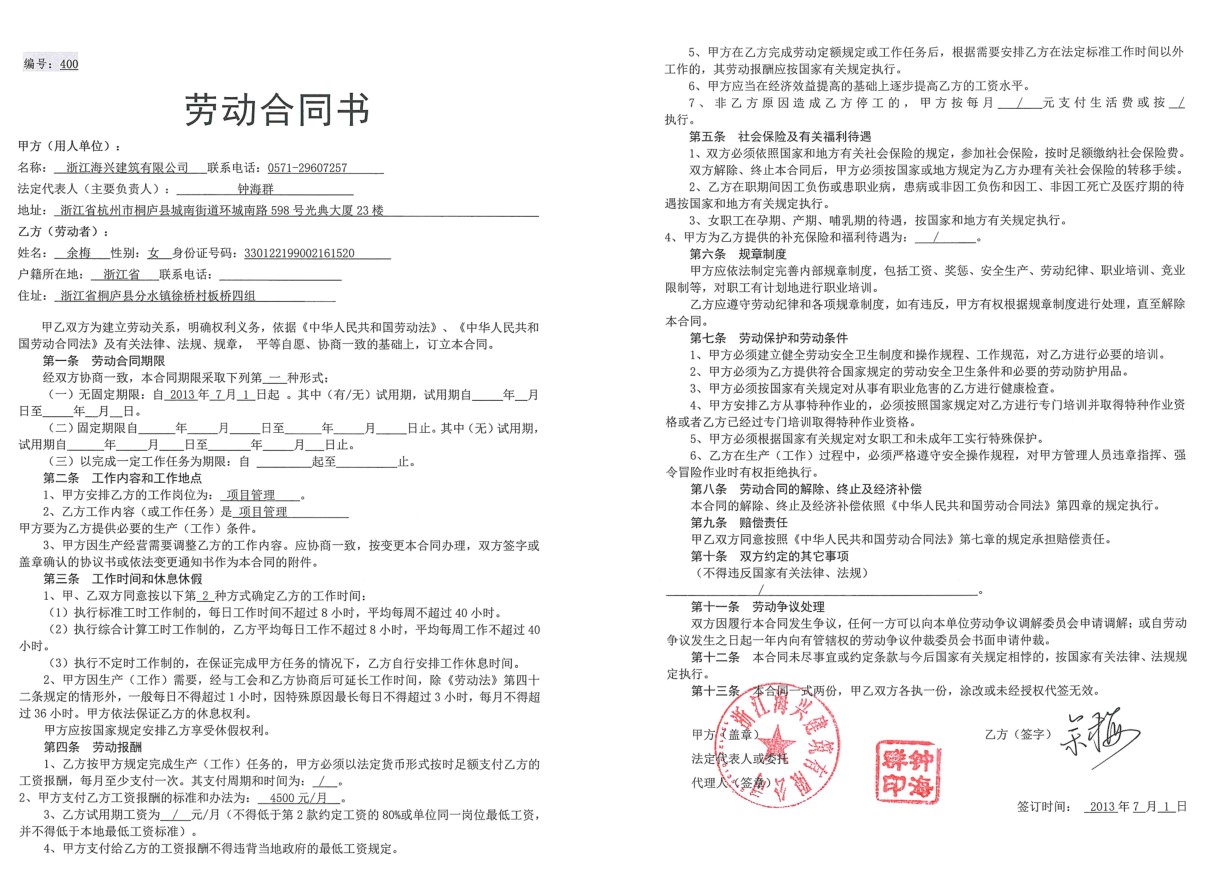 编号：400
劳动合同书
甲方（用人单位）：
名称： 浙江海兴建筑有限公司 联系电话：0571-29607257
法定代表人（主要负责人）： 钟海群
地址： 浙江省杭州市桐庐县城南街道环城南路 598 号光典大厦 23 楼
乙方（劳动者）：
姓名： 余梅 性别：女 身份证号码：330122199002161520
户籍所在地： 浙江省 联系电话：
住址： 浙江省桐庐县分水镇徐桥村板桥四组
甲乙双方为建立劳动关系，明确权利义务，依据《中华人民共和国劳动法》、《中华人民共和
国劳动合同法》及有关法律、法规、规章， 平等自愿、协商一致的基础上，订立本合同。
第一条 劳动合同期限
经双方协商一致，本合同期限采取下列第 一 种形式：
（一）无固定期限：自 2013 年 7 月 1 日起 。其中（有/无）试用期，试用期自____年__月
日至____年__月__日。
（二）固定期限自_____年____月____日至____年____月____日止。其中（无）试用期，
试用期自_____年____月___日至_____年____月___日止。
（三）以完成一定工作任务为期限：自 _______起至_______止。
第二条 工作内容和工作地点
1、甲方安排乙方的工作岗位为： 项目管理 。
2、乙方工作内容（或工作任务）是 项目管理
甲方要为乙方提供必要的生产（工作）条件。
3、甲方因生产经营需要调整乙方的工作内容。应协商一致，按变更本合同办理，双方签字或
盖章确认的协议书或依法变更通知书作为本合同的附件。
第三条 工作时间和休息休假
1、甲、乙双方同意按以下第 2 种方式确定乙方的工作时间：
（1）执行标准工时工作制的，每日工作时间不超过 8 小时，平均每周不超过 40 小时。
（2）执行综合计算工时工作制的，乙方平均每日工作不超过 8 小时，平均每周工作不超过 40
小时。
（3）执行不定时工作制的，在保证完成甲方任务的情况下，乙方自行安排工作休息时间。
2、甲方因生产（工作）需要，经与工会和乙方协商后可延长工作时间，除《劳动法》第四十
二条规定的情形外，一般每日不得超过 1 小时，因特殊原因最长每日不得超过 3 小时，每月不得超
过 36 小时。甲方依法保证乙方的休息权利。
甲方应按国家规定安排乙方享受休假权利。
第四条 劳动报酬
1、乙方按甲方规定完成生产（工作）任务的，甲方必须以法定货币形式按时足额支付乙方的
工资报酬，每月至少支付一次。其支付周期和时间为： / 。
2、甲方支付乙方工资报酬的标准和办法为： 4500 元/月 。
3、乙方试用期工资为 / 元/月（不得低于第 2 款约定工资的 80%或单位同一岗位最低工资，
并不得低于本地最低工资标准）。
4、甲方支付给乙方的工资报酬不得违背当地政府的最低工资规定。
5、甲方在乙方完成劳动定额规定或工作任务后，根据需要安排乙方在法定标准工作时间以外
工作的，其劳动报酬应按国家有关规定执行。
6、甲方应当在经济效益提高的基础上逐步提高乙方的工资水平。
7、非乙方原因造成乙方停工的，甲方按每月 / 元支付生活费或按 /
执行。
第五条 社会保险及有关福利待遇
1、双方必须依照国家和地方有关社会保险的规定，参加社会保险，按时足额缴纳社会保险费。
双方解除、终止本合同后，甲方必须按国家或地方规定为乙方办理有关社会保险的转移手续。
2、乙方在职期间因工负伤或患职业病，患病或非因工负伤和因工、非因工死亡及医疗期的待
遇按国家和地方有关规定执行。
3、女职工在孕期、产期、哺乳期的待遇，按国家和地方有关规定执行。
4、甲方为乙方提供的补充保险和福利待遇为： / 。
第六条 规章制度
甲方应依法制定完善内部规章制度，包括工资、奖惩、安全生产、劳动纪律、职业培训、竞业
限制等，对职工有计划地进行职业培训。
乙方应遵守劳动纪律和各项规章制度，如有违反，甲方有权根据规章制度进行处理，直至解除
本合同。
第七条 劳动保护和劳动条件
1、甲方必须建立健全劳动安全卫生制度和操作规程、工作规范，对乙方进行必要的培训。
2、甲方必须为乙方提供符合国家规定的劳动安全卫生条件和必要的劳动防护用品。
3、甲方必须按国家有关规定对从事有职业危害的乙方进行健康检查。
4、甲方安排乙方从事特种作业的，必须按照国家规定对乙方进行专门培训并取得特种作业资
格或者乙方已经过专门培训取得特种作业资格。
5、甲方必须根据国家有关规定对女职工和未成年工实行特殊保护。
6、乙方在生产（工作）过程中，必须严格遵守安全操作规程，对甲方管理人员违章指挥、强
令冒险作业时有权拒绝执行。
第八条 劳动合同的解除、终止及经济补偿
本合同的解除、终止及经济补偿依照《中华人民共和国劳动合同法》第四章的规定执行。
第九条 赔偿责任
甲乙双方同意按照《中华人民共和国劳动合同法》第七章的规定承担赔偿责任。
第十条 双方约定的其它事项
（不得违反国家有关法律、法规）
/ 。
第十一条 劳动争议处理
双方因履行本合同发生争议，任何一方可以向本单位劳动争议调解委员会申请调解；或自劳动
争议发生之日起一年内向有管辖权的劳动争议仲裁委员会书面申请仲裁。
第十二条 本合同未尽事宜或约定条款与今后国家有关规定相悖的，按国家有关法律、法规规
定执行。
第十三条 本合同一式两份，甲乙双方各执一份，涂改或未经授权代签无效。
浙江海兴建筑有限公司
甲方（盖章） 乙方（签字） 余梅
法定代表人或委托
代理人（签章）
钟海群印
签订时间： 2013 年 7 月 1 日